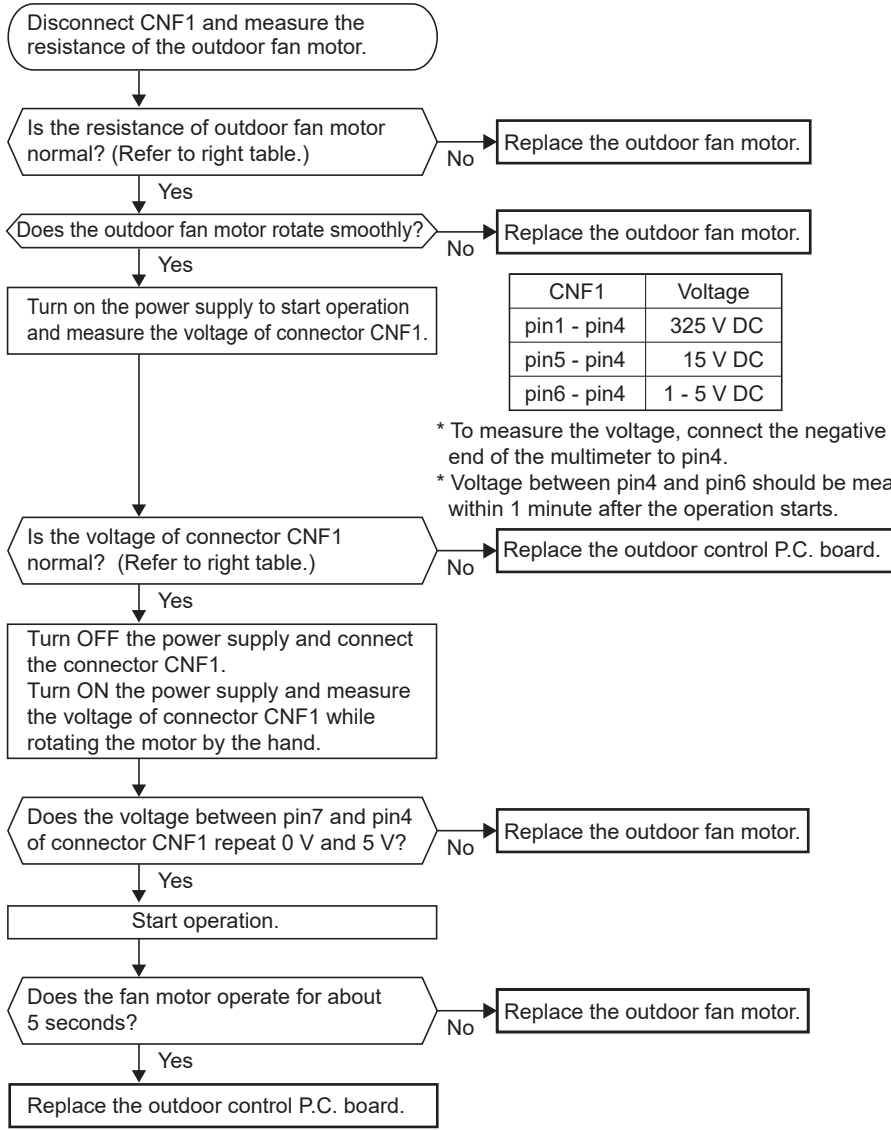 Disconnect CNF1 and measure the
resistance of the outdoor fan motor.
Is the resistance of outdoor fan motor
normal? (Refer to right table.)
No
Replace the outdoor fan motor.
Yes
Does the outdoor fan motor rotate smoothly?
No
Replace the outdoor fan motor.
Yes
Turn on the power supply to start operation
and measure the voltage of connector CNF1.
CNF1 Voltage
pin1 - pin4 325 V DC
pin5 - pin4 15 V DC
pin6 - pin4 1 - 5 V DC
* To measure the voltage, connect the negative
end of the multimeter to pin4.
* Voltage between pin4 and pin6 should be
within 1 minute after the operation starts.
Is the voltage of connector CNF1
normal? (Refer to right table.)
No
Replace the outdoor control P.C. board.
Yes
Turn OFF the power supply and connect
the connector CNF1.
Turn ON the power supply and measure
the voltage of connector CNF1 while
rotating the motor by the hand.
Does the voltage between pin7 and pin4
of connector CNF1 repeat 0 V and 5 V?
No
Replace the outdoor fan motor.
Yes
Start operation.
Does the fan motor operate for about
5 seconds?
No
Replace the outdoor fan motor.
Yes
Replace the outdoor control P.C. board.